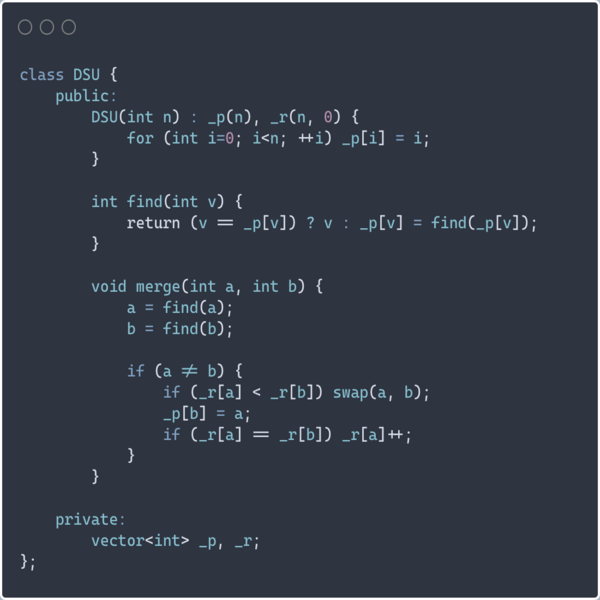 class DSU {
    public:
        DSU(int n) : _p(n), _r(n, 0) {
            for (int i=0; i<n; ++i) _p[i] = i;
        }

        int find(int v) {
            return (v == _p[v]) ? v : _p[v] = find(_p[v]);
        }

        void merge(int a, int b) {
            a = find(a);
            b = find(b);

            if (a != b) {
                if (_r[a] < _r[b]) swap(a, b);
                _p[b] = a;
                if (_r[a] == _r[b]) _r[a]++;
            }
        }

    private:
        vector<int> _p, _r;
};